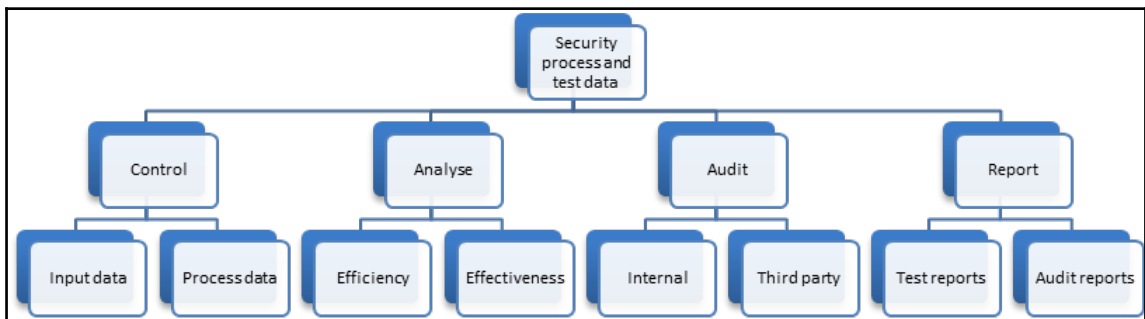 Security
process and
test data
Control
Analyse
Audit
Report
Input data
Process data
Efficiency
Effectiveness
Internal
Third party
Test reports
Audit reports